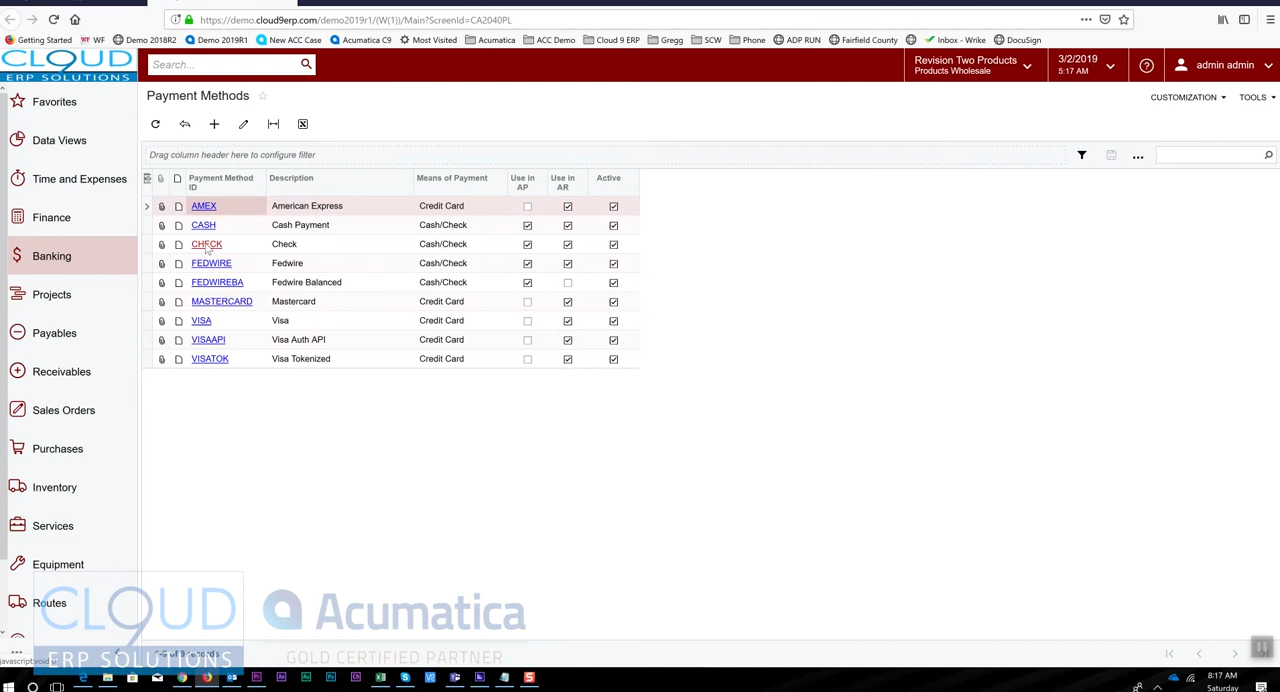 https://demo.cloud9erp.com/demo2019r1/(W(1))/Main?ScreenId=CA2040PL
Getting Started
WF
Demo 2018R2
Demo 2019R1
New ACC Case
Acumatica C9
Most Visited
Acumatica
ACC Demo
Cloud 9 ERP
Gregg
SCW
Phone
ADP RUN
Fairfield County
Inbox - Wrike
DocuSign
CLOUD
ERP SOLUTIONS
Search...
Revision Two Products
Products Wholesale
3/2/2019
5:17 AM
admin admin
Favorites
Data Views
Time and Expenses
Finance
Banking
Projects
Payables
Receivables
Sales Orders
Purchases
Inventory
Services
Equipment
Routes
Payment Methods
CUSTOMIZATION
TOOLS
Drag column header here to configure filter
Payment Method ID Description Means of Payment Use in AP Use in AR Active
AMEX American Express Credit Card
CASH Cash Payment Cash/Check
CHECK Check Cash/Check
FEDWIRE Fedwire Cash/Check
FEDWIREBA Fedwire Balanced Cash/Check
MASTERCARD Mastercard Credit Card
VISA Visa Credit Card
VISAAPI Visa Auth API Credit Card
VISATOK Visa Tokenized Credit Card
CLOUD9
ERP SOLUTIONS
Acumatica
GOLD CERTIFIED PARTNER
1-9 of 9 records
8:17 AM
Saturday